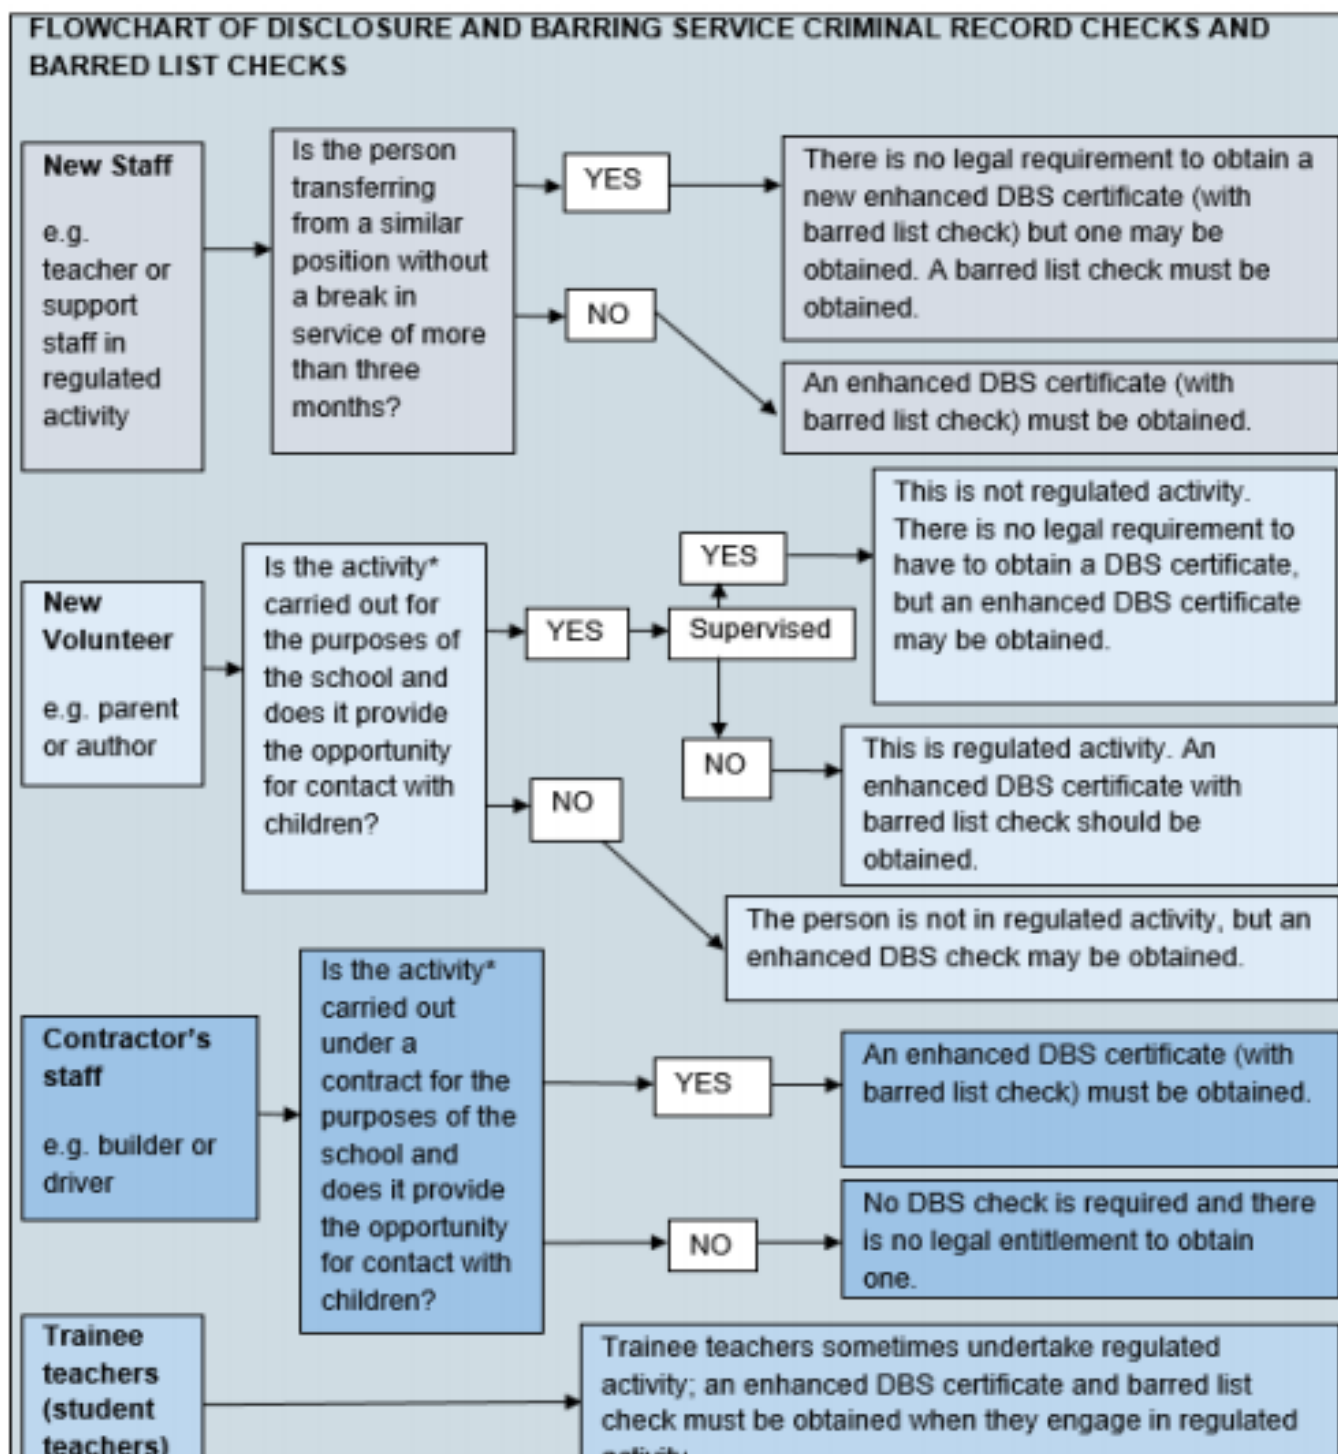 FLOWCHART OF DISCLOSURE AND BARRING SERVICE CRIMINAL RECORD CHECKS AND
BARRED LIST CHECKS
New Staff
e.g.
teacher or
support
staff in
regulated
activity
Is the person
transferring
from a similar
position without
a break in
service of more
than three
months?
YES
There is no legal requirement to obtain a
new enhanced DBS certificate (with
barred list check) but one may be
obtained. A barred list check must be
obtained.
NO
An enhanced DBS certificate (with
barred list check) must be obtained.
New
Volunteer
e.g. parent
or author
Is the activity*
carried out for
the purposes of
the school and
does it provide
the opportunity
for contact with
children?
YES
Supervised
YES
This is not regulated activity.
There is no legal requirement to
have to obtain a DBS certificate,
but an enhanced DBS certificate
may be obtained.
NO
This is regulated activity. An
enhanced DBS certificate with
barred list check should be
obtained.
NO
The person is not in regulated activity, but an
enhanced DBS check may be obtained.
Contractor's
staff
e.g. builder or
driver
Is the activity*
carried out
under a
contract for the
purposes of the
school and
does it provide
the opportunity
for contact with
children?
YES
An enhanced DBS certificate (with
barred list check) must be obtained.
NO
No DBS check is required and there
is no legal entitlement to obtain
one.
Trainee
teachers
(student
teachers)
Trainee teachers sometimes undertake regulated
activity; an enhanced DBS certificate and barred list
check must be obtained when they engage in regulated